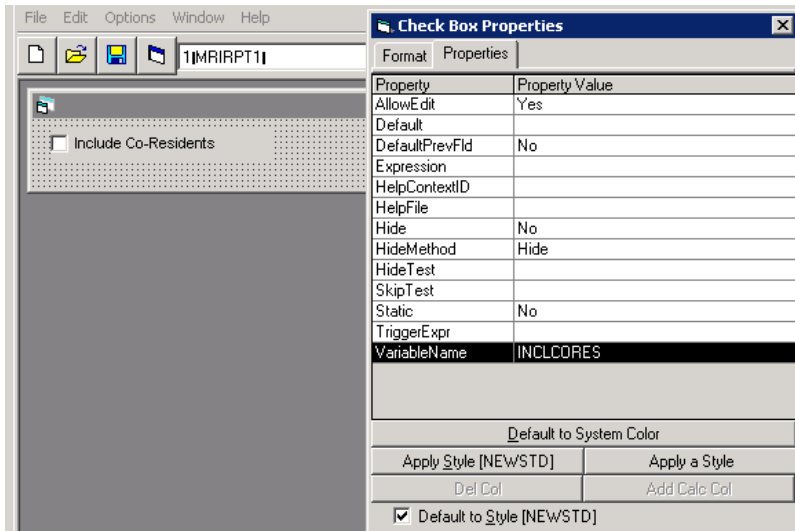 File Edit Options Window Help
1|MRIRPT1|
Include Co-Residents
Check Box Properties
Format Properties
Property Property Value
AllowEdit Yes
Default
DefaultPrevFld No
Expression
HelpContextID
HelpFile
Hide No
HideMethod Hide
HideTest
SkipTest
Static No
TriggerExpr
VariableName INCLCORES
Default to System Color
Apply Style [NEWSTD] Apply a Style
Del Col Add Calc Col
Default to Style [NEWSTD]